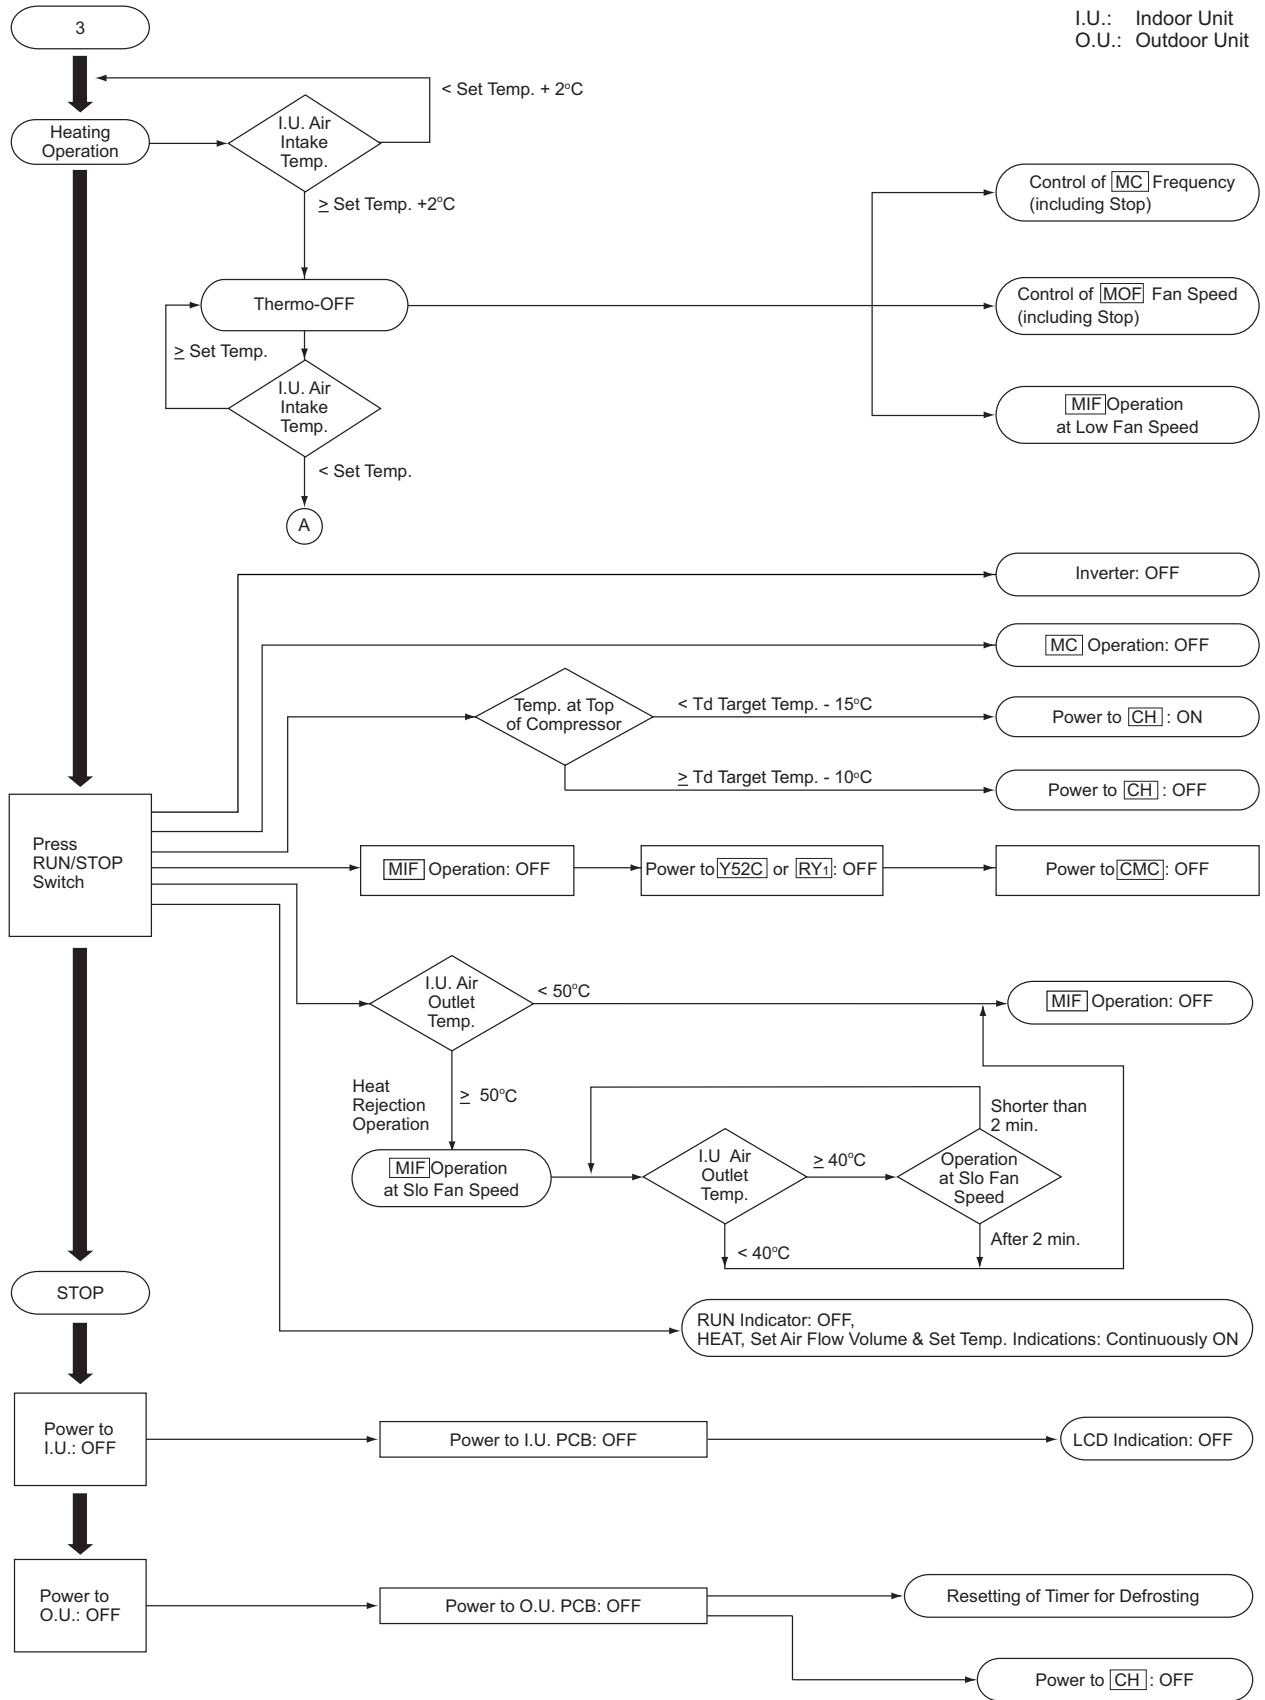 I.U.: Indoor Unit
O.U.: Outdoor Unit
3
< Set Temp. + 2°C
Heating
Operation
I.U. Air
Intake
Temp.
≥ Set Temp. +2°C
Control of MC Frequency
(including Stop)
Thermo-OFF
Control of MOF Fan Speed
(including Stop)
≥ Set Temp.
I.U. Air
Intake
Temp.
MIF Operation
at Low Fan Speed
< Set Temp.
A
Inverter: OFF
MC Operation: OFF
Temp. at Top
of Compressor
< Td Target Temp. - 15°C
Power to CH : ON
≥ Td Target Temp. - 10°C
Power to CH : OFF
Press
RUN/STOP
Switch
MIF Operation: OFF
Power to Y52C or RY1: OFF
Power to CMC: OFF
I.U. Air
Outlet
Temp.
< 50°C
MIF Operation: OFF
Heat
Rejection
Operation
≥ 50°C
Shorter than
2 min.
MIF Operation
at Slo Fan Speed
I.U Air
Outlet
Temp.
≥ 40°C
Operation
at Slo Fan
Speed
< 40°C
After 2 min.
STOP
RUN Indicator: OFF,
HEAT, Set Air Flow Volume & Set Temp. Indications: Continuously ON
Power to
I.U.: OFF
Power to I.U. PCB: OFF
LCD Indication: OFF
Power to
O.U.: OFF
Power to O.U. PCB: OFF
Resetting of Timer for Defrosting
Power to CH : OFF